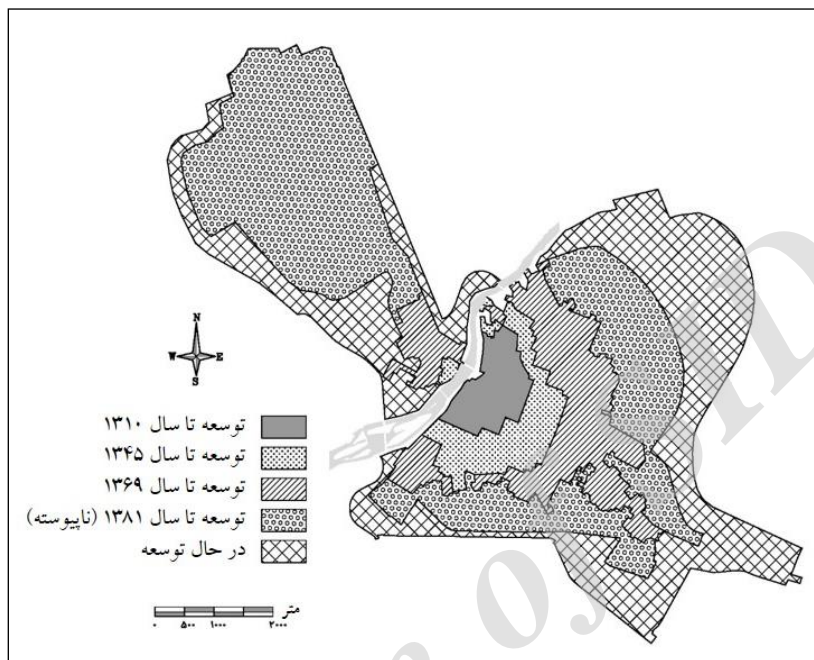 N
W E
S
توسعه تا سال ۱۳۱۰
توسعه تا سال ۱۳۴۵
توسعه تا سال ۱۳۶۹
توسعه تا سال ۱۳۸۱ (ناپیوسته)
در حال توسعه
متر
۰ ۵۰۰ ۱۰۰۰ ۲۰۰۰
of